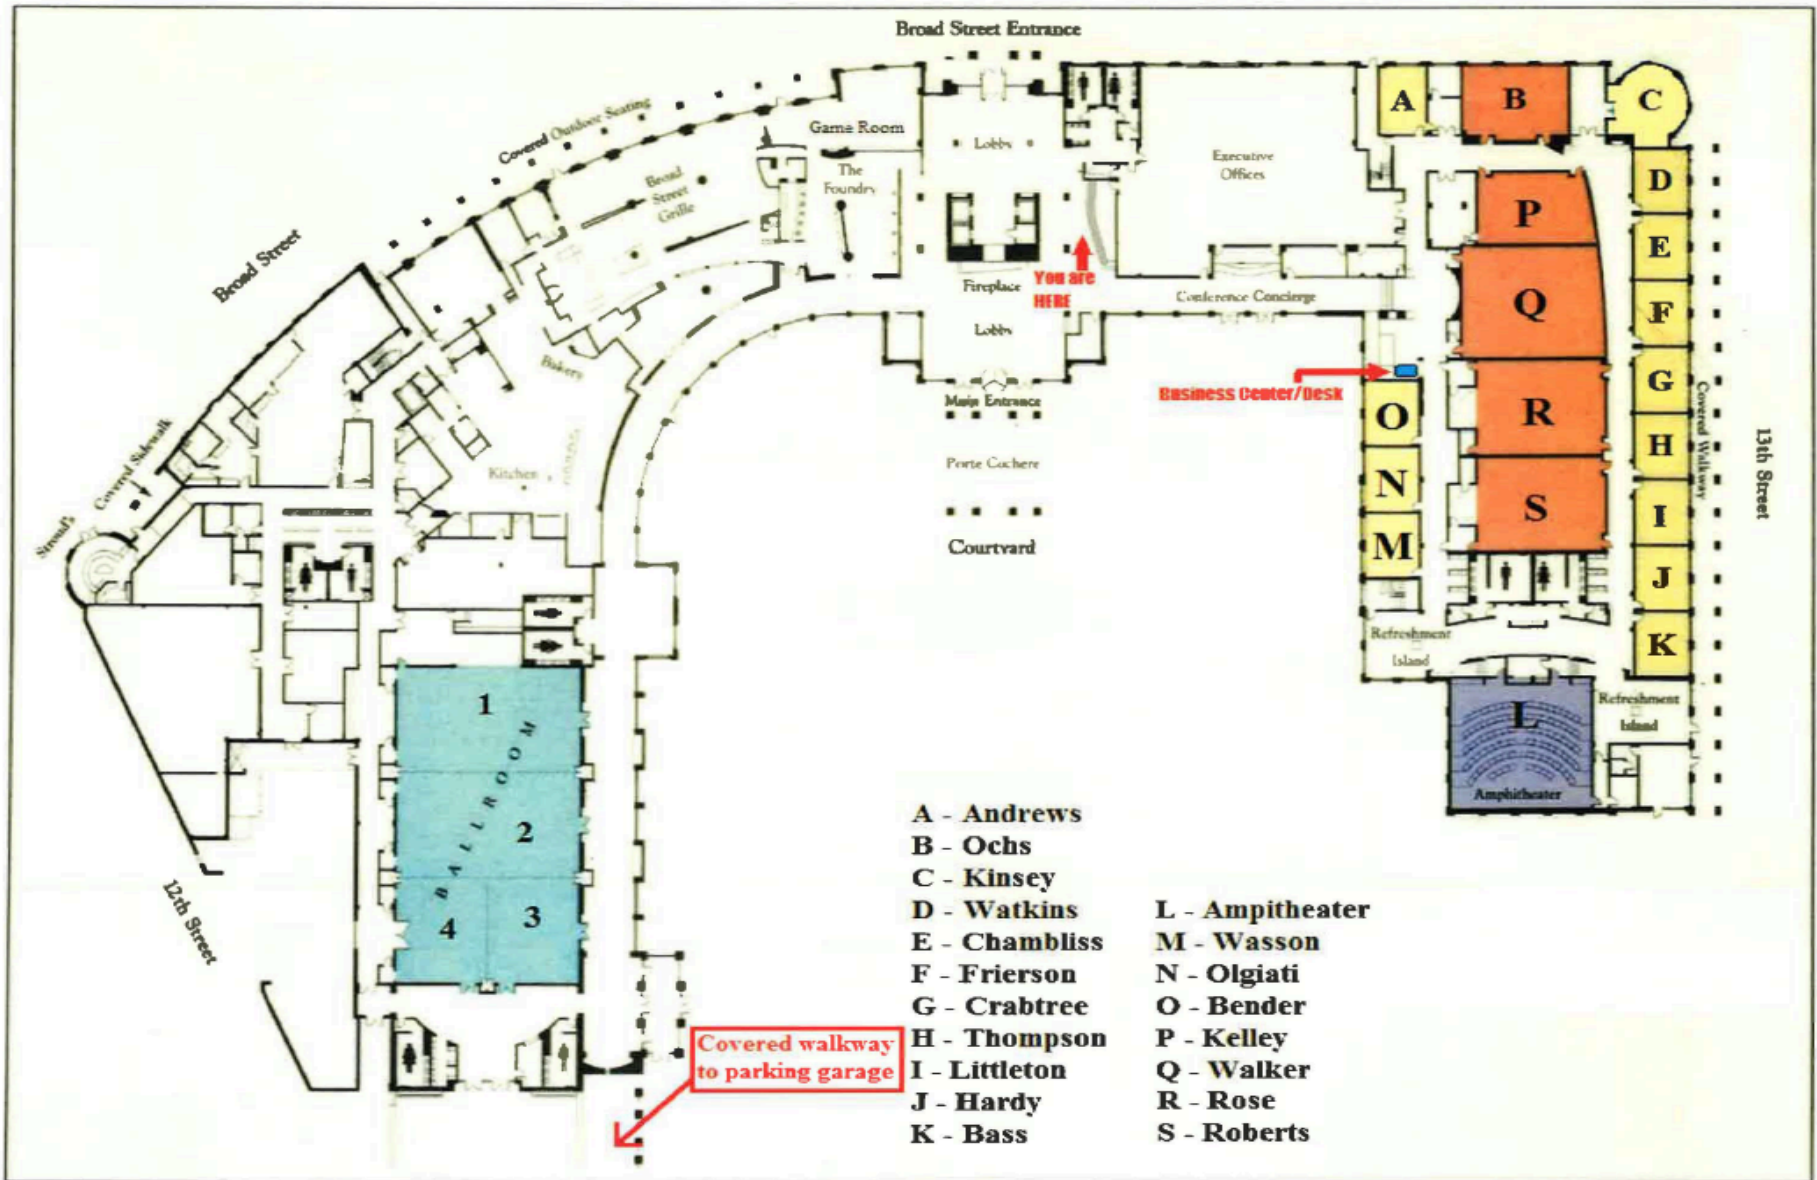 Broad Street Entrance
Covered Outdoor Seating
Game Room
Lobby
A
B
C
The
Foundry
Executive
Offices
Broad
Street
Grille
D
P
E
Broad Street
You are
HERE
Fireplace
Conference Concierge
Q
F
Lobby
Bakery
Business Center/Desk
Main Entrance
O
R
G
Covered Walkway
13th Street
Porte Cochere
H
N
Kitchen
Covered Sidewalk
Stroud's
S
I
Courtyard
M
J
Refreshment
Island
K
1
BALLROOM
L
Refreshment
Island
Amphitheater
2
4
3
12th Street
Covered walkway
to parking garage
A - Andrews
B - Ochs
C - Kinsey
D - Watkins
E - Chambliss
F - Frierson
G - Crabtree
H - Thompson
I - Littleton
J - Hardy
K - Bass
L - Ampitheater
M - Wasson
N - Olgiati
O - Bender
P - Kelley
Q - Walker
R - Rose
S - Roberts